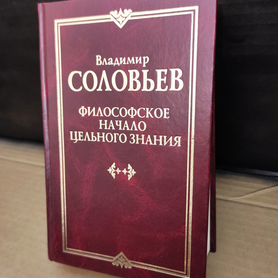 Владимир
СОЛОВЬЕВ
ФИЛОСОФСКОЕ
НАЧАЛО
ЦЕЛЬНОГО ЗНАНИЯ